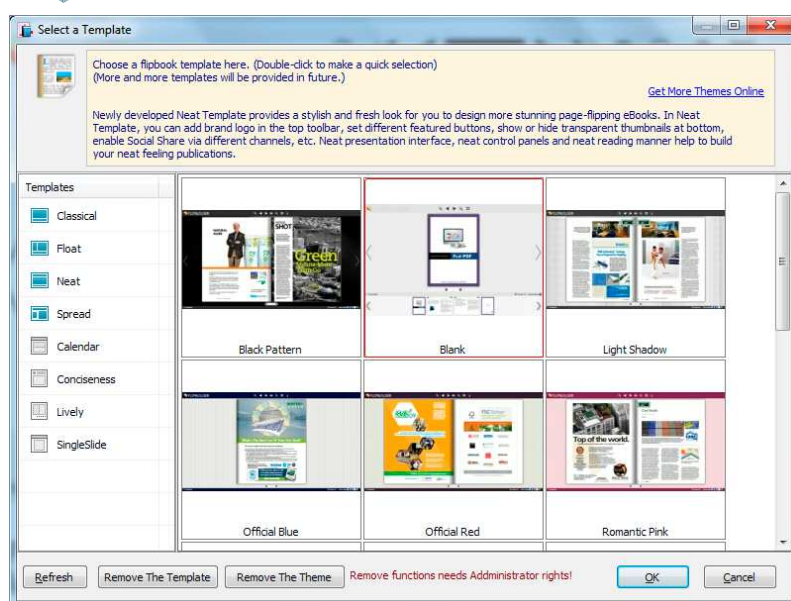 Select a Template
Choose a flipbook template here. (Double-click to make a quick selection)
(More and more templates will be provided in future.)
Get More Themes Online
Newly developed Neat Template provides a stylish and fresh look for you to design more stunning page-flipping eBooks. In Neat
Template, you can add brand logo in the top toolbar, set different featured buttons, show or hide transparent thumbnails at bottom,
enable Social Share via different channels, etc. Neat presentation interface, neat control panels and neat reading manner help to build
your neat feeling publications.
Templates
Classical
Float
Neat
Spread
Calendar
Conciseness
Lively
SingleSlide
SHOT
Green
Black Pattern
Blank
Light Shadow
Top of the world.
Official Blue
Official Red
Romantic Pink
Refresh
Remove The Template
Remove The Theme
Remove functions needs Addministrator rights!
OK
Cancel